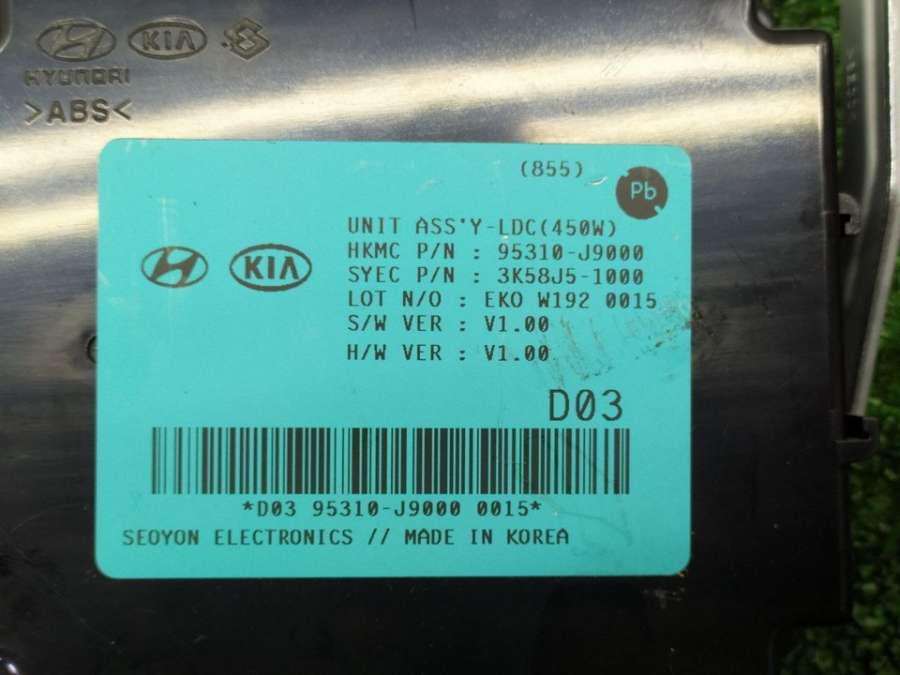 KIA
HYUNDAI
>ABS<
(855)
Pb
UNIT ASS'Y-LDC(450W)
HKMC P/N : 95310-J9000
KIA
SYEC P/N : 3K58J5-1000
LOT N/O : EKO W192 0015
S/W VER : V1.00
H/W VER : V1.00
D03
*D03 95310-J9000 0015*
SEOYON ELECTRONICS // MADE IN KOREA